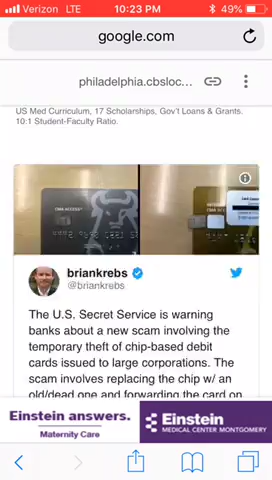 Verizon LTE 10:23 PM 49%
google.com
philadelphia.cbsloc...
US Med Curriculum, 17 Scholarships, Gov't Loans & Grants.
10:1 Student-Faculty Ratio.
briankrebs
@briankrebs
The U.S. Secret Service is warning
banks about a new scam involving the
temporary theft of chip-based debit
cards issued to large corporations. The
scam involves replacing the chip w/ an
old/dead one and forwarding the card on
Einstein answers.
Maternity Care
Einstein
MEDICAL CENTER MONTGOMERY